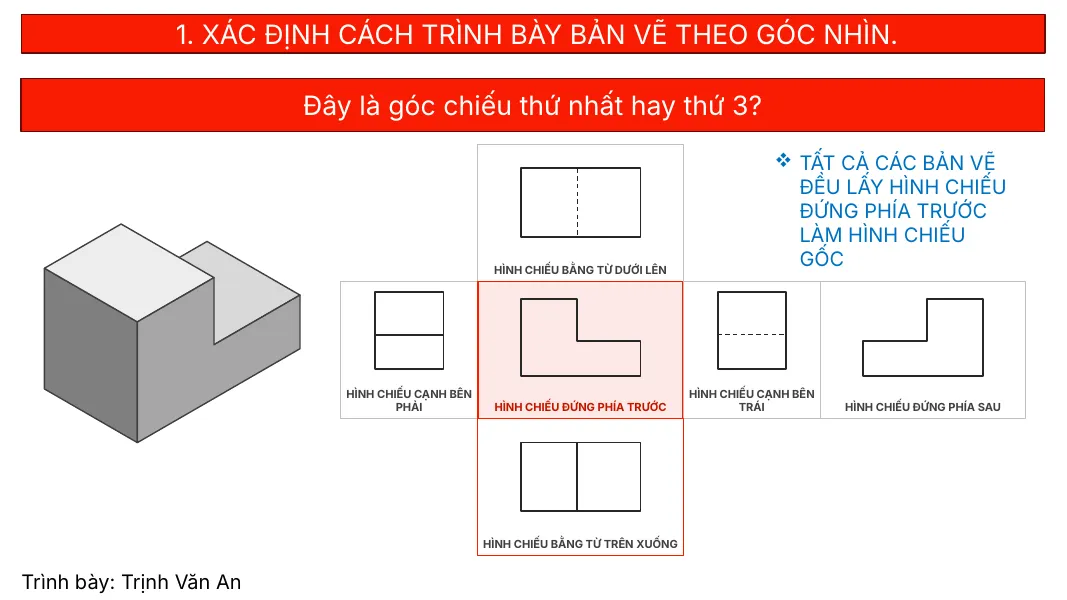 1. XÁC ĐỊNH CÁCH TRÌNH BÀY BẢN VẼ THEO GÓC NHÌN.
Đây là góc chiếu thứ nhất hay thứ 3?
❖ TẤT CẢ CÁC BẢN VẼ
ĐỀU LẤY HÌNH CHIẾU
ĐỨNG PHÍA TRƯỚC
LÀM HÌNH CHIẾU
GỐC
HÌNH CHIẾU BẰNG TỪ DƯỚI LÊN
HÌNH CHIẾU CẠNH BÊN
PHẢI
HÌNH CHIẾU ĐỨNG PHÍA TRƯỚC
HÌNH CHIẾU CẠNH BÊN
TRÁI
HÌNH CHIẾU ĐỨNG PHÍA SAU
HÌNH CHIẾU BẰNG TỪ TRÊN XUỐNG
Trình bày: Trịnh Văn An